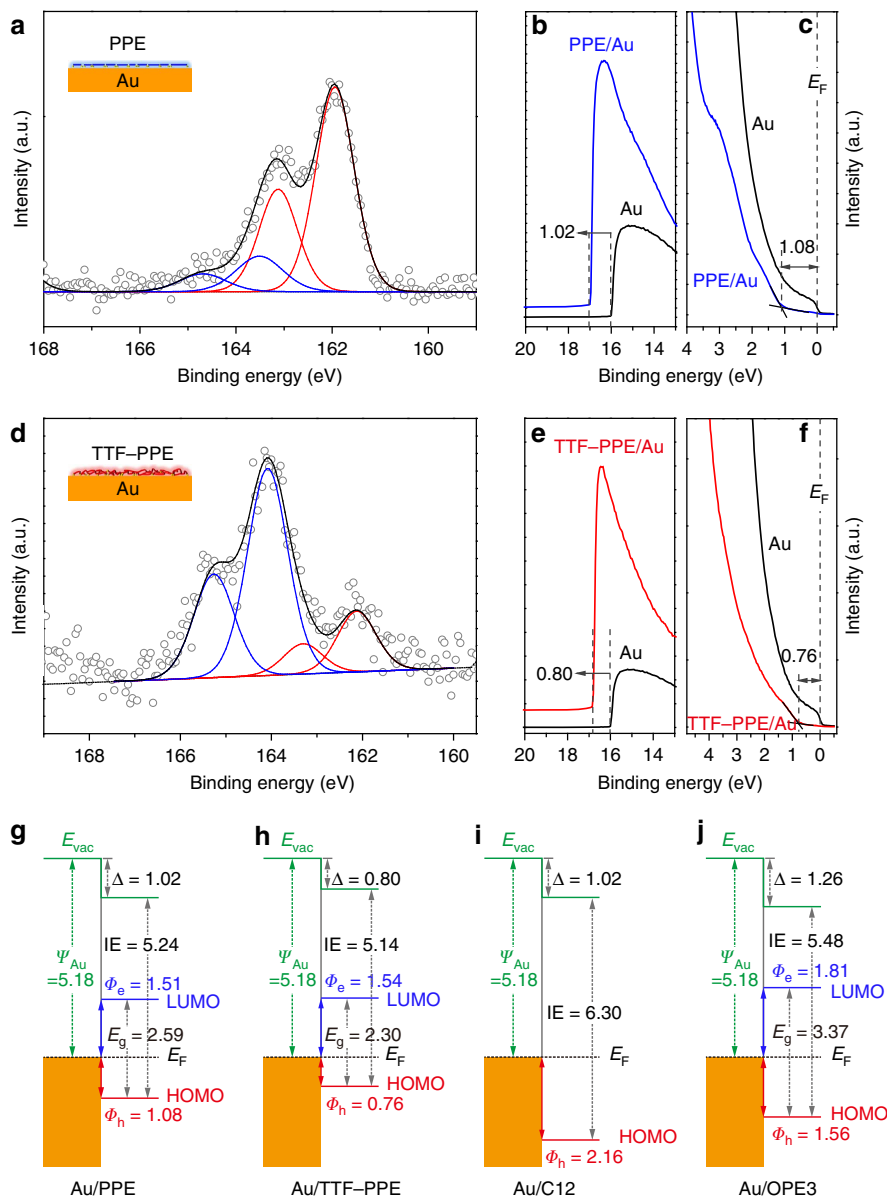 a
PPE
Au
Intensity (a.u.)
168 166 164 162 160
Binding energy (eV)
b
PPE/Au
Au
1.02
20 18 16 14
c
E_F
Au
1.08
PPE/Au
4 3 2 1 0
Binding energy (eV)
Intensity (a.u.)
d
TTF–PPE
Au
Intensity (a.u.)
168 166 164 162 160
Binding energy (eV)
e
TTF–PPE/Au
Au
0.80
20 18 16 14
f
E_F
Au
0.76
TTF–PPE/Au
4 3 2 1 0
Binding energy (eV)
Intensity (a.u.)
g
E_vac
Δ = 1.02
IE = 5.24
Ψ_Au
=5.18
Φ_e = 1.51
LUMO
E_g = 2.59
E_F
HOMO
Φ_h = 1.08
Au/PPE
h
E_vac
Δ = 0.80
IE = 5.14
Ψ_Au
=5.18
Φ_e = 1.54
LUMO
E_g = 2.30
E_F
HOMO
Φ_h = 0.76
Au/TTF–PPE
i
E_vac
Δ = 1.02
Ψ_Au
=5.18
IE = 6.30
E_F
HOMO
Φ_h = 2.16
Au/C12
j
E_vac
Δ = 1.26
IE = 5.48
Ψ_Au
=5.18
Φ_e = 1.81
LUMO
E_g = 3.37
E_F
HOMO
Φ_h = 1.56
Au/OPE3